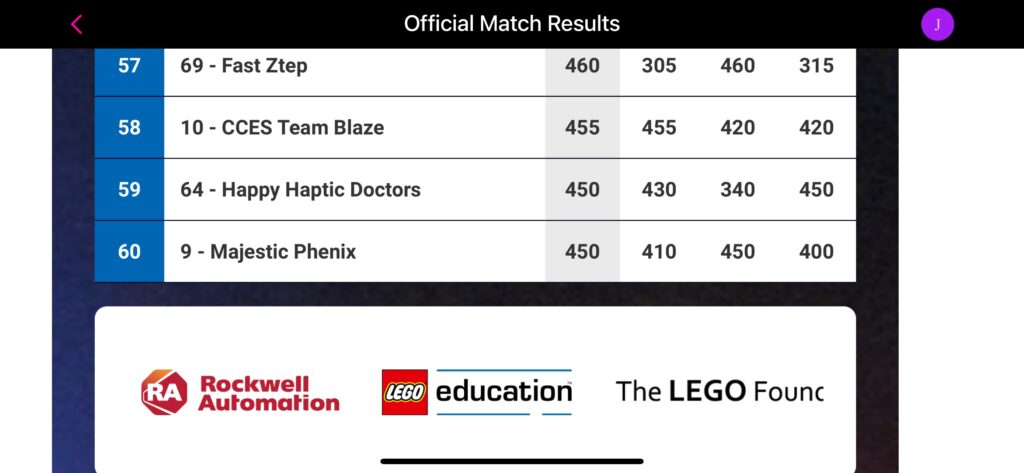 Official Match Results
J
57 69 - Fast Ztep 460 305 460 315
58 10 - CCES Team Blaze 455 455 420 420
59 64 - Happy Haptic Doctors 450 430 340 450
60 9 - Majestic Phenix 450 410 450 400
RA Rockwell Automation
LEGO education™
The LEGO Founc